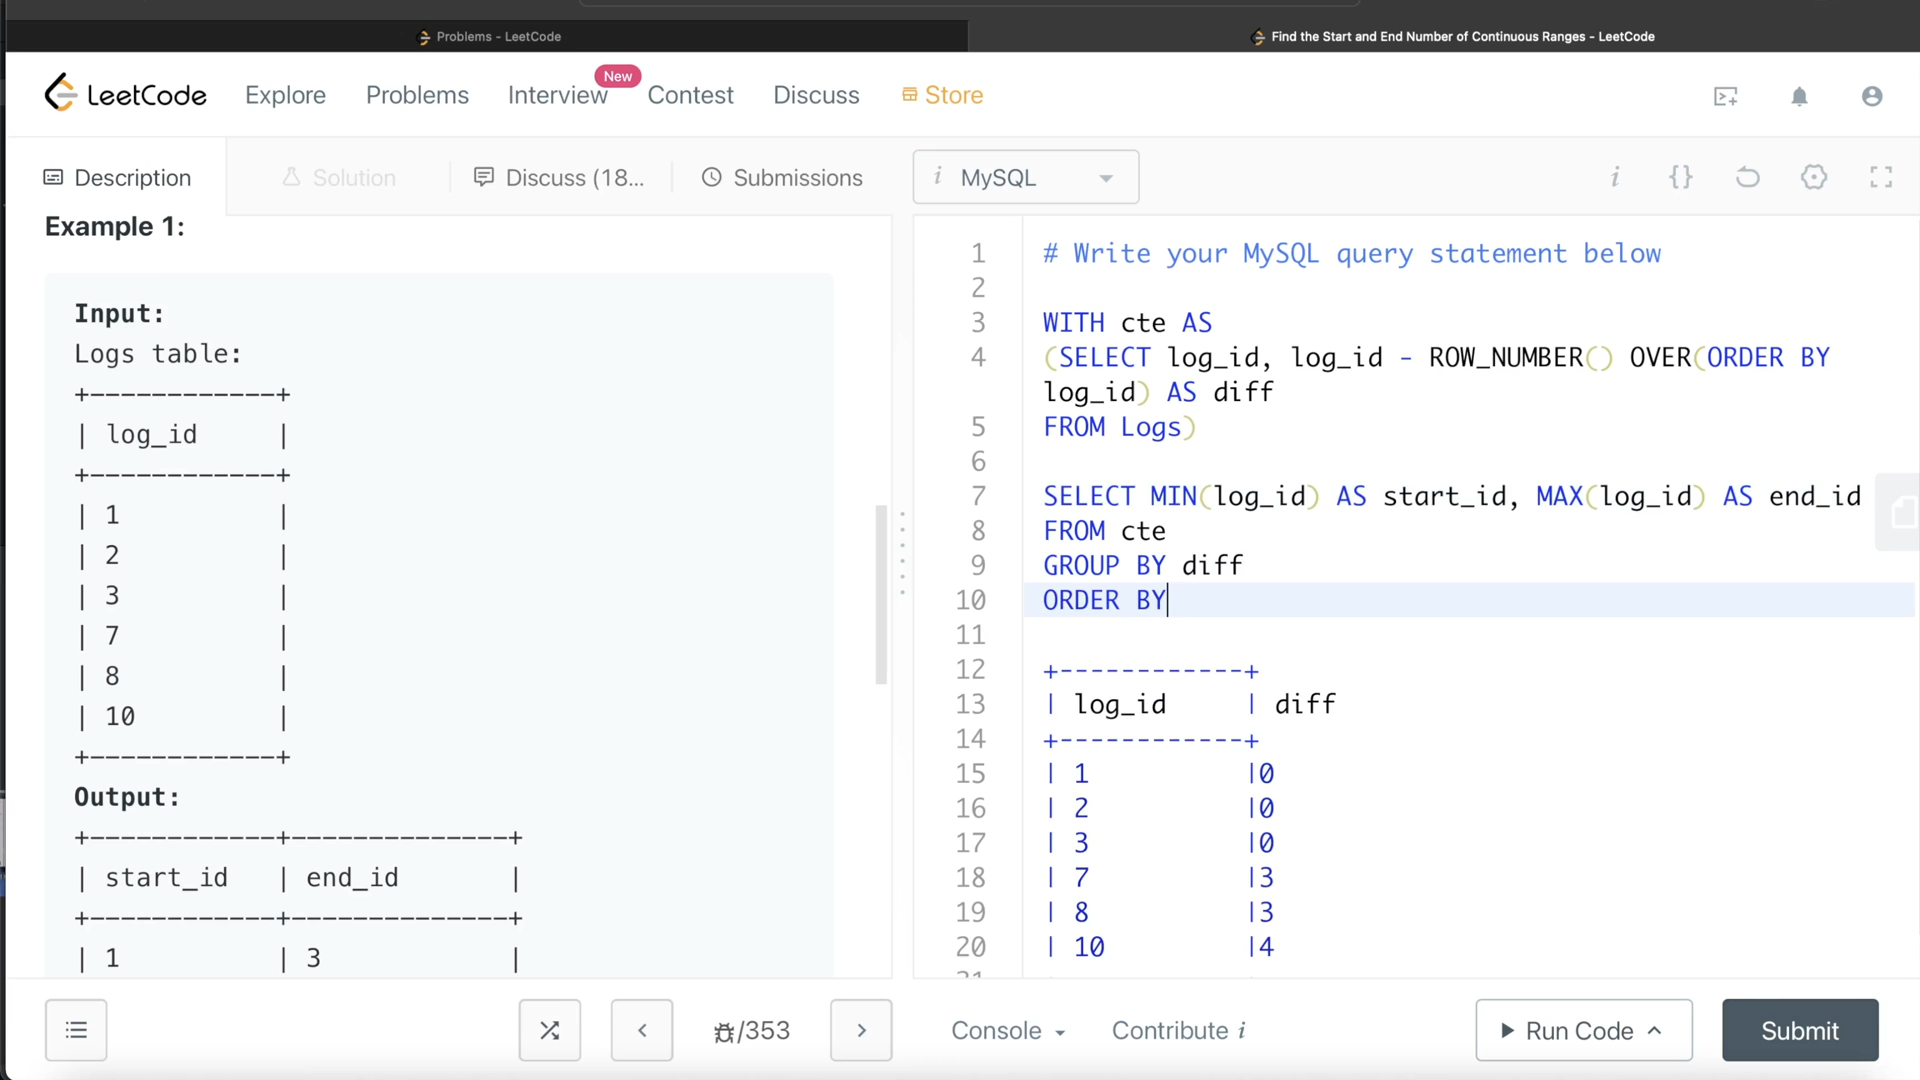 Problems - LeetCode
Find the Start and End Number of Continuous Ranges - LeetCode
LeetCode
Explore
Problems
Interview
New
Contest
Discuss
Store
Description
Solution
Discuss (18...
Submissions
i MySQL
i {}
Example 1:
Input:
Logs table:
+------------+
| log_id     |
+------------+
| 1          |
| 2          |
| 3          |
| 7          |
| 8          |
| 10         |
+------------+
Output:
+------------+--------------+
| start_id   | end_id       |
+------------+--------------+
| 1          | 3            |
1 # Write your MySQL query statement below
2
3 WITH cte AS
4 (SELECT log_id, log_id - ROW_NUMBER() OVER(ORDER BY
log_id) AS diff
5 FROM Logs)
6
7 SELECT MIN(log_id) AS start_id, MAX(log_id) AS end_id
8 FROM cte
9 GROUP BY diff
10 ORDER BY
11
12 +------------+
13 | log_id     | diff
14 +------------+
15 | 1          |0
16 | 2          |0
17 | 3          |0
18 | 7          |3
19 | 8          |3
20 | 10         |4
/353
Console
Contribute i
Run Code
Submit